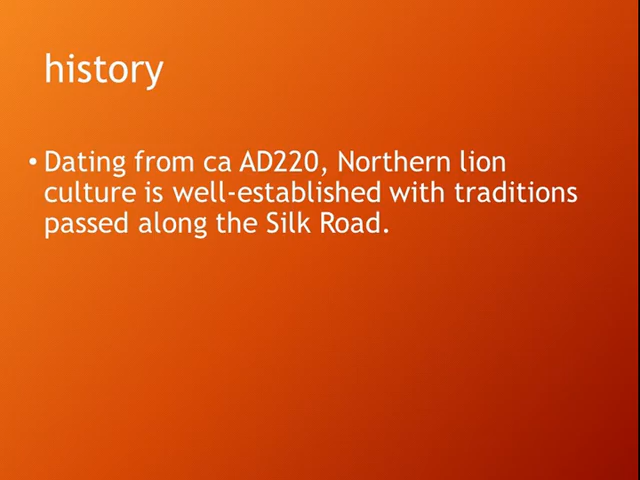 history
• Dating from ca AD220, Northern lion
culture is well-established with traditions
passed along the Silk Road.